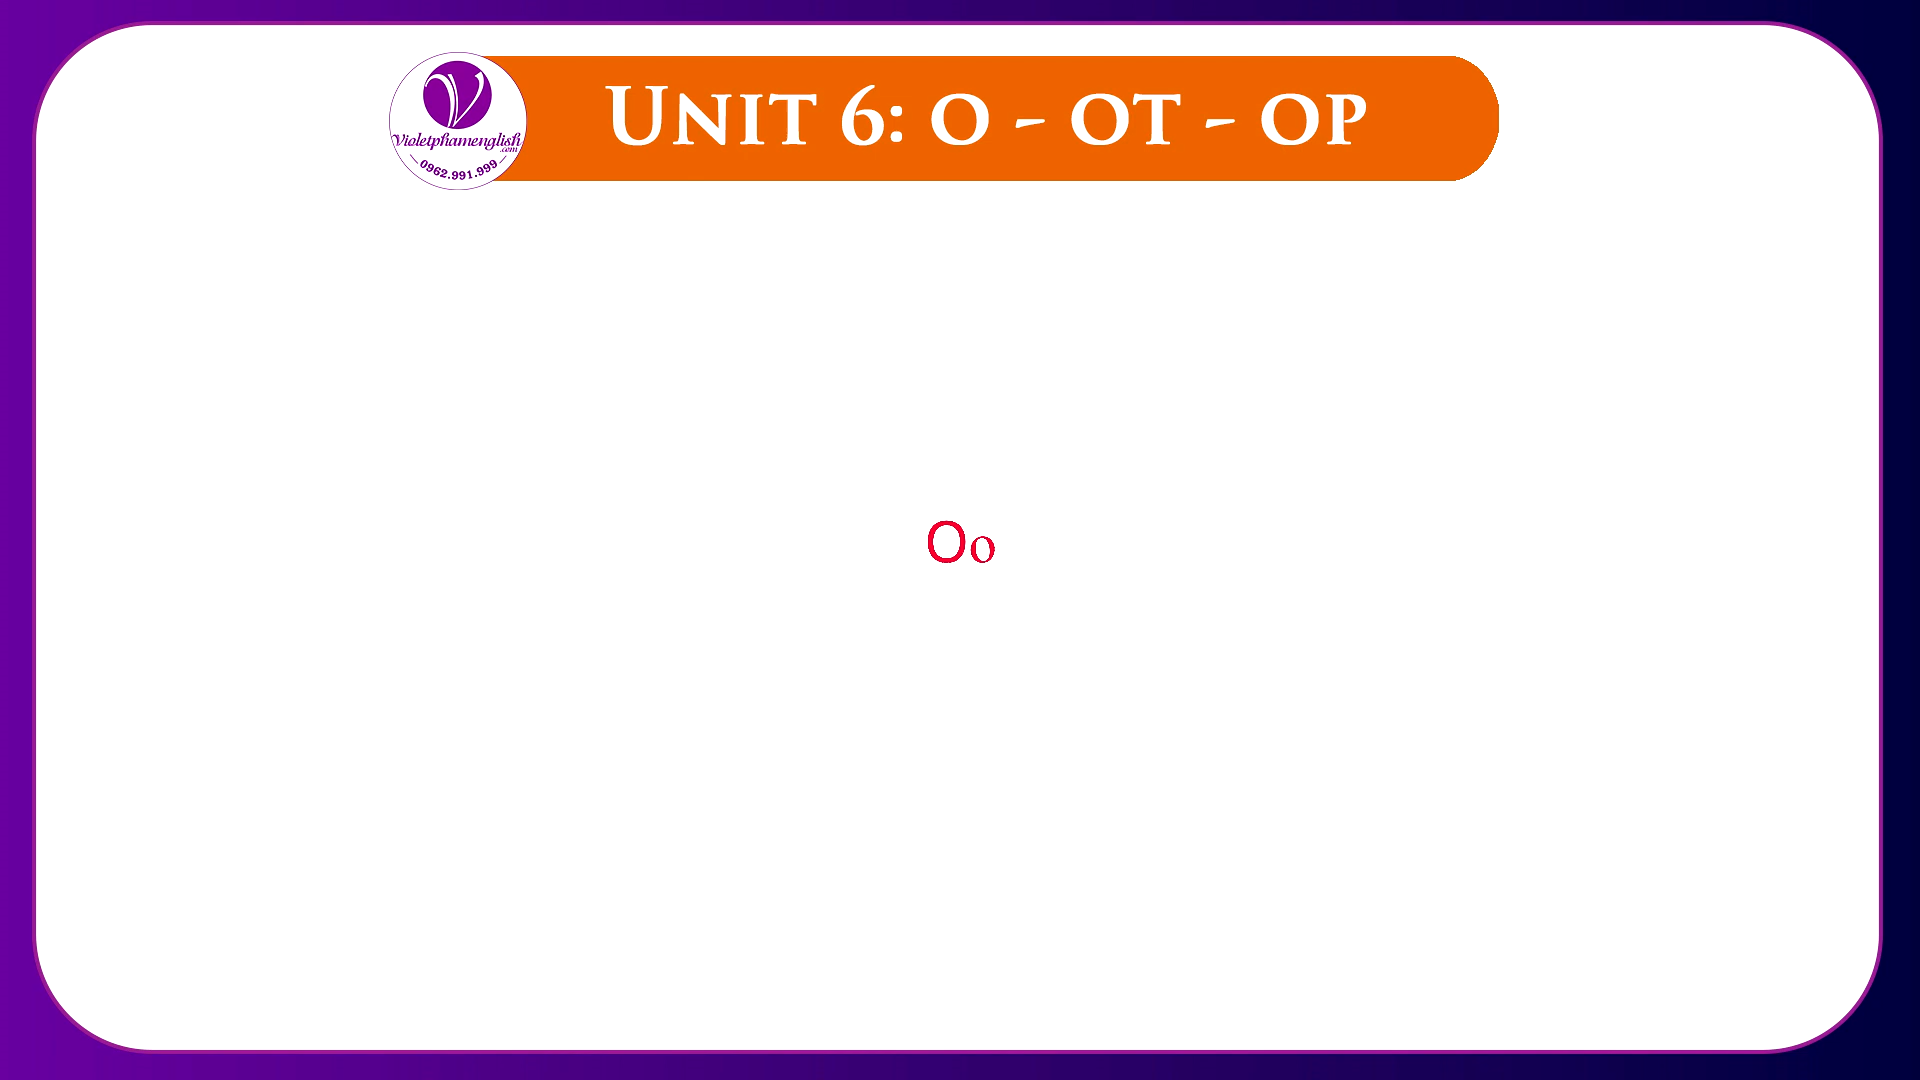 Violetphamenglish
.com
0962.991.999
UNIT 6: O - OT - OP
Oo